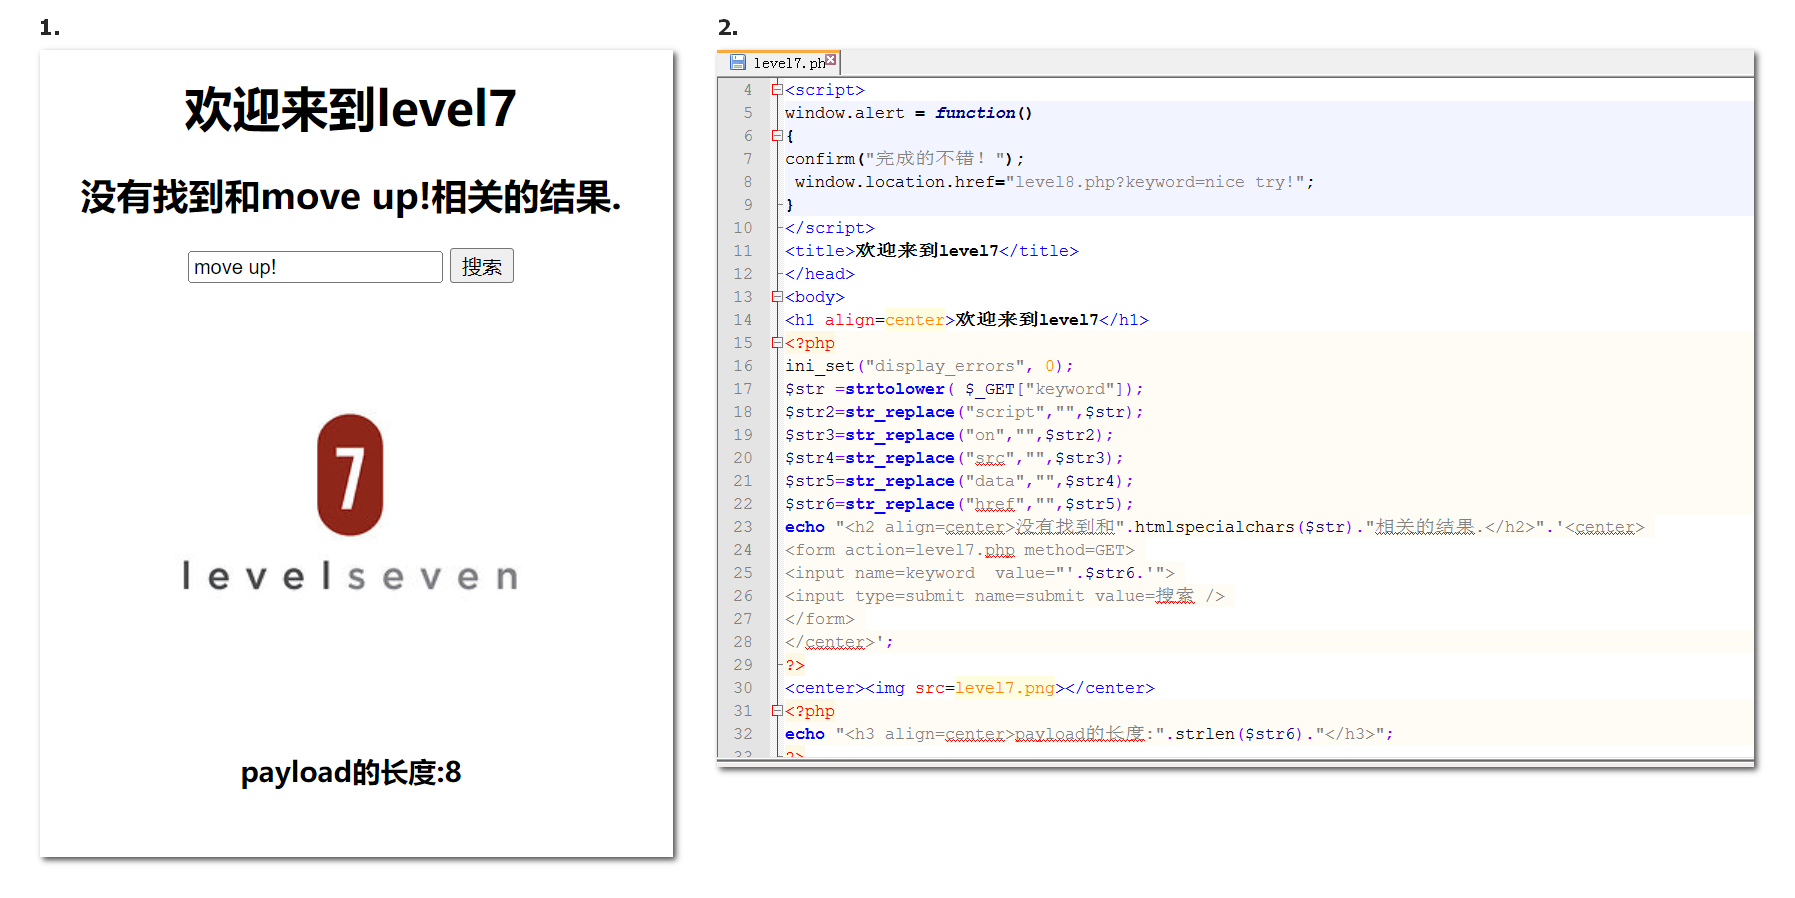 1.
欢迎来到level7
没有找到和move up!相关的结果.
move up! 搜索
7
levelseven
payload的长度:8
2.
level7.ph
4 <script>
5 window.alert = function()
6 {
7 confirm("完成的不错！");
8 window.location.href="level8.php?keyword=nice try!";
9 }
10 </script>
11 <title>欢迎来到level7</title>
12 </head>
13 <body>
14 <h1 align=center>欢迎来到level7</h1>
15 <?php
16 ini_set("display_errors", 0);
17 $str =strtolower( $_GET["keyword"]);
18 $str2=str_replace("script","",$str);
19 $str3=str_replace("on","",$str2);
20 $str4=str_replace("src","",$str3);
21 $str5=str_replace("data","",$str4);
22 $str6=str_replace("href","",$str5);
23 echo "<h2 align=center>没有找到和".htmlspecialchars($str)."相关的结果.</h2>".'<center>
24 <form action=level7.php method=GET>
25 <input name=keyword  value="'.$str6.'">
26 <input type=submit name=submit value=搜索 />
27 </form>
28 </center>';
29 ?>
30 <center><img src=level7.png></center>
31 <?php
32 echo "<h3 align=center>payload的长度:".strlen($str6)."</h3>";
33 ?>